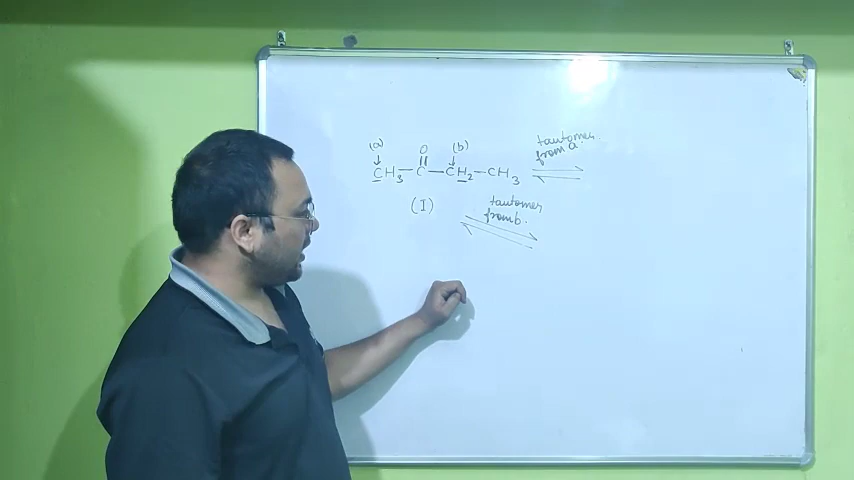 (a) O (b)
CH3—C—CH2—CH3
(I)
tautomer
from a.
tautomer
from b.